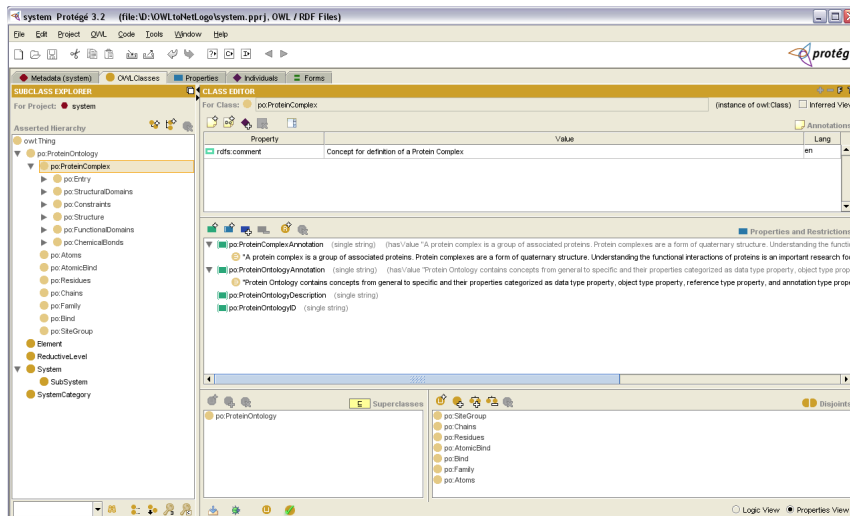 system Protégé 3.2 (file:\D:\OWLtoNetLogo\system.pprj, OWL / RDF Files)
File Edit Project OWL Code Tools Window Help
protégé
Metadata (system) OWLClasses Properties Individuals Forms
SUBCLASS EXPLORER
For Project: system
Asserted Hierarchy
owl:Thing
po:ProteinOntology
po:ProteinComplex
po:Entry
po:StructuralDomains
po:Constraints
po:Structure
po:FunctionalDomains
po:ChemicalBonds
po:Atoms
po:AtomicBind
po:Residues
po:Chains
po:Family
po:Bind
po:SiteGroup
Element
ReductiveLevel
System
SubSystem
SystemCategory
CLASS EDITOR
For Class: po:ProteinComplex (instance of owl:Class) Inferred View
Annotations
Property Value Lang
rdfs:comment Concept for definition of a Protein Complex en
Properties and Restrictions
po:ProteinComplexAnnotation (single string) (hasValue "A protein complex is a group of associated proteins. Protein complexes are a form of quaternary structure. Understanding the functi
"A protein complex is a group of associated proteins. Protein complexes are a form of quaternary structure. Understanding the functional interactions of proteins is an important research fo
po:ProteinOntologyAnnotation (single string) (hasValue "Protein Ontology contains concepts from general to specific and their properties categorized as data type property, object type prop
"Protein Ontology contains concepts from general to specific and their properties categorized as data type property, object type property, reference type property, and annotation type prope
po:ProteinOntologyDescription (single string)
po:ProteinOntologyID (single string)
Superclasses
po:ProteinOntology
Disjoints
po:SiteGroup
po:Chains
po:Residues
po:AtomicBind
po:Bind
po:Family
po:Atoms
Logic View Properties View